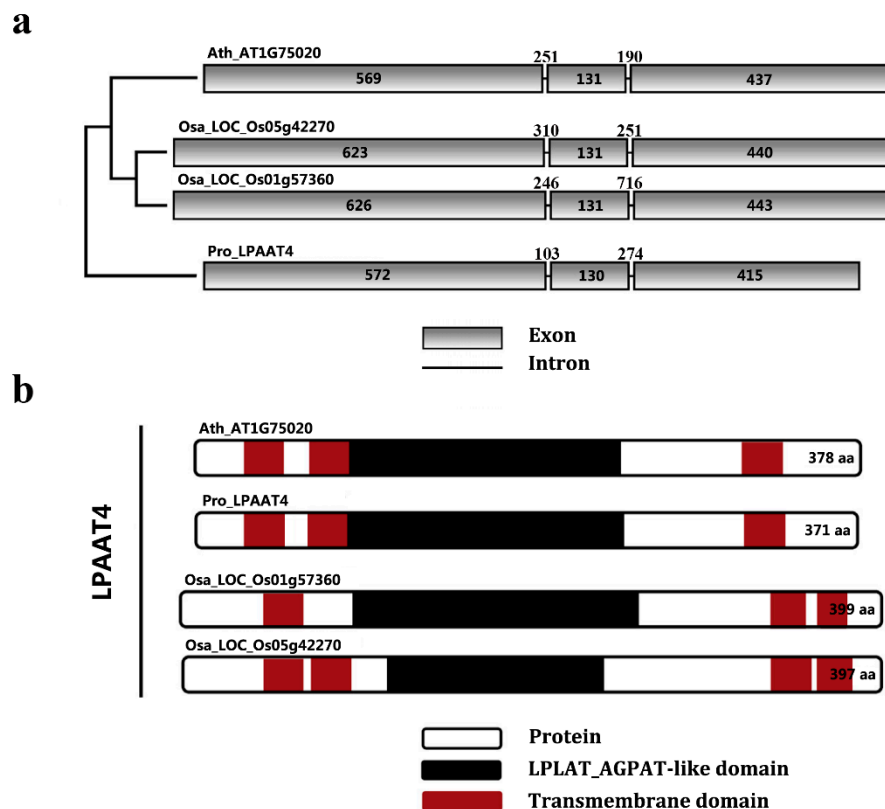 a
Ath_AT1G75020
251 190
569 131 437
Osa_LOC_Os05g42270
310 251
623 131 440
Osa_LOC_Os01g57360
246 716
626 131 443
Pro_LPAAT4
103 274
572 130 415
Exon
Intron
b
LPAAT4
Ath_AT1G75020
378 aa
Pro_LPAAT4
371 aa
Osa_LOC_Os01g57360
399 aa
Osa_LOC_Os05g42270
397 aa
Protein
LPLAT_AGPAT-like domain
Transmembrane domain